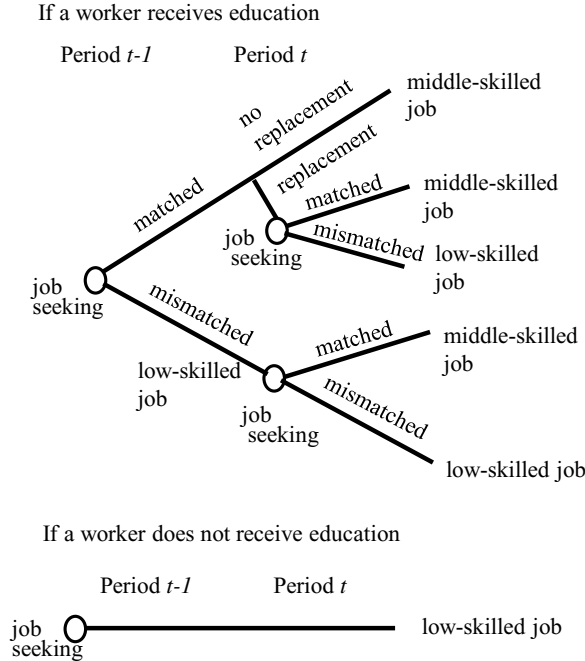 If a worker receives education
Period t-1
Period t
no
replacement
middle-skilled
job
replacement
matched
matched
middle-skilled
job
mismatched
job
seeking
low-skilled
job
job
seeking
mismatched
low-skilled
job
matched
middle-skilled
job
job
seeking
mismatched
low-skilled job
If a worker does not receive education
Period t-1
Period t
job
seeking
low-skilled job